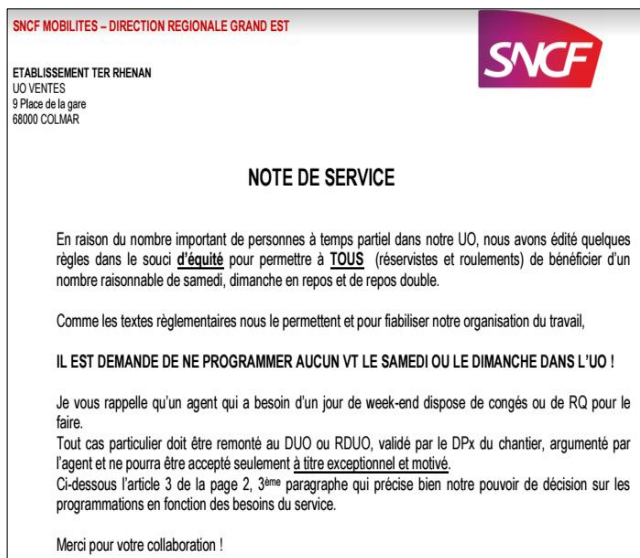 SNCF MOBILITES – DIRECTION REGIONALE GRAND EST
SNCF
ETABLISSEMENT TER RHENAN
UO VENTES
9 Place de la gare
68000 COLMAR
NOTE DE SERVICE
En raison du nombre important de personnes à temps partiel dans notre UO, nous avons édité quelques
règles dans le souci d'équité pour permettre à TOUS (réservistes et roulements) de bénéficier d'un
nombre raisonnable de samedi, dimanche en repos et de repos double.
Comme les textes règlementaires nous le permettent et pour fiabiliser notre organisation du travail,
IL EST DEMANDE DE NE PROGRAMMER AUCUN VT LE SAMEDI OU LE DIMANCHE DANS L'UO !
Je vous rappelle qu'un agent qui a besoin d'un jour de week-end dispose de congés ou de RQ pour le
faire.
Tout cas particulier doit être remonté au DUO ou RDUO, validé par le DPx du chantier, argumenté par
l'agent et ne pourra être accepté seulement à titre exceptionnel et motivé.
Ci-dessous l'article 3 de la page 2, 3ème paragraphe qui précise bien notre pouvoir de décision sur les
programmations en fonction des besoins du service.
Merci pour votre collaboration !